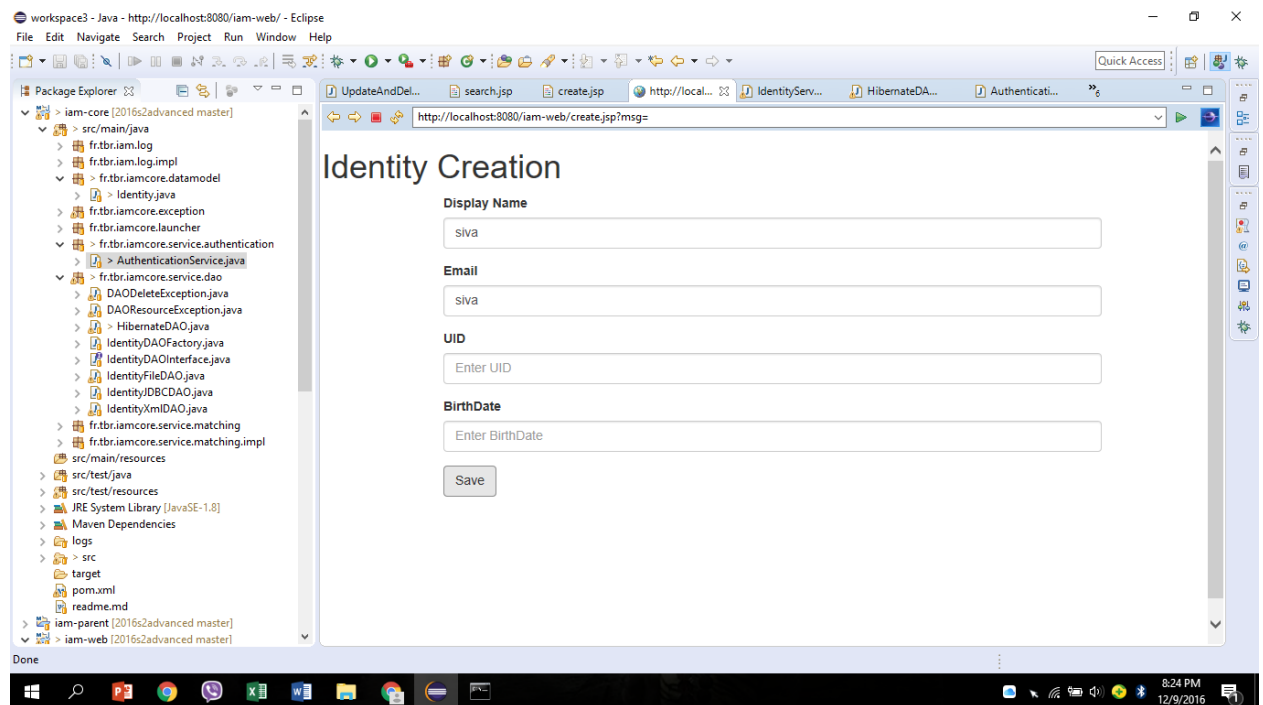 workspace3 - Java - http://localhost:8080/iam-web/ - Eclipse
File Edit Navigate Search Project Run Window Help
Quick Access
Package Explorer
UpdateAndDel... search.jsp create.jsp http://local... IdentityServ... HibernateDA... Authenticati... »6
http://localhost:8080/iam-web/create.jsp?msg=
> iam-core [2016s2advanced master]
> src/main/java
fr.tbr.iam.log
fr.tbr.iam.log.impl
> fr.tbr.iamcore.datamodel
> Identity.java
fr.tbr.iamcore.exception
fr.tbr.iamcore.launcher
> fr.tbr.iamcore.service.authentication
> AuthenticationService.java
> fr.tbr.iamcore.service.dao
DAODeleteException.java
DAOResourceException.java
> HibernateDAO.java
IdentityDAOFactory.java
IdentityDAOInterface.java
IdentityFileDAO.java
IdentityJDBCDAO.java
IdentityXmlDAO.java
fr.tbr.iamcore.service.matching
fr.tbr.iamcore.service.matching.impl
src/main/resources
src/test/java
src/test/resources
JRE System Library [JavaSE-1.8]
Maven Dependencies
logs
> src
target
pom.xml
readme.md
iam-parent [2016s2advanced master]
> iam-web [2016s2advanced master]
Identity Creation
Display Name
siva
Email
siva
UID
Enter UID
BirthDate
Enter BirthDate
Save
Done
8:24 PM
12/9/2016